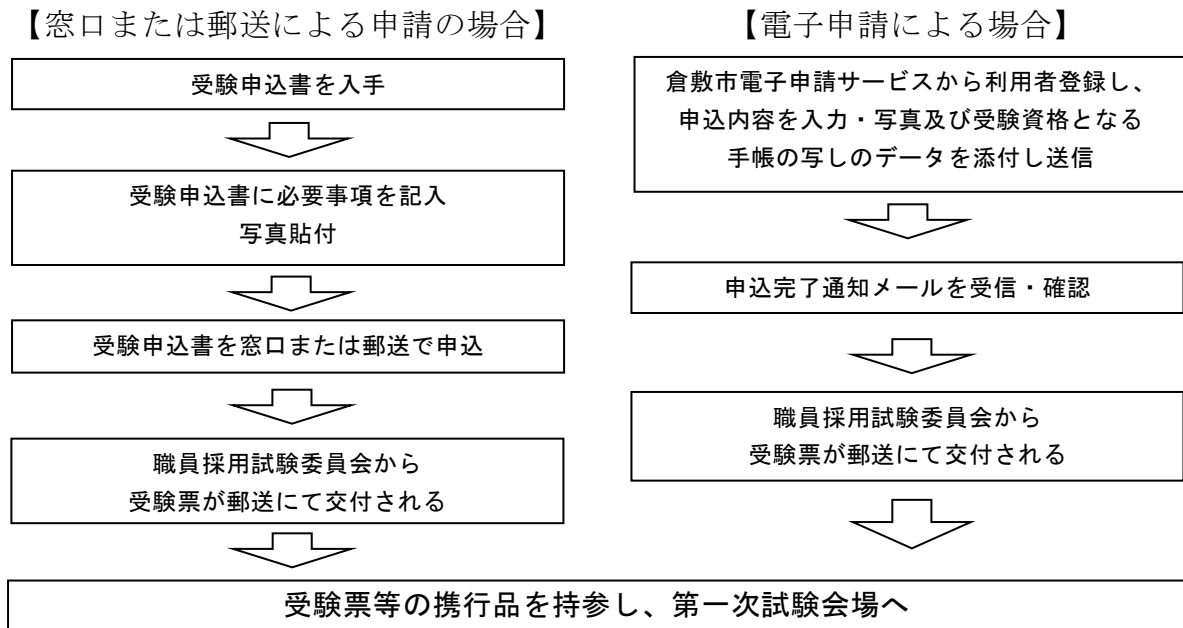 【窓口または郵送による申請の場合】
受験申込書を入手
受験申込書に必要事項を記入
写真貼付
受験申込書を窓口または郵送で申込
職員採用試験委員会から
受験票が郵送にて交付される
【電子申請による場合】
倉敷市電子申請サービスから利用者登録し、
申込内容を入力・写真及び受験資格となる
手帳の写しのデータを添付し送信
申込完了通知メールを受信・確認
職員採用試験委員会から
受験票が郵送にて交付される
受験票等の携行品を持参し、第一次試験会場へ